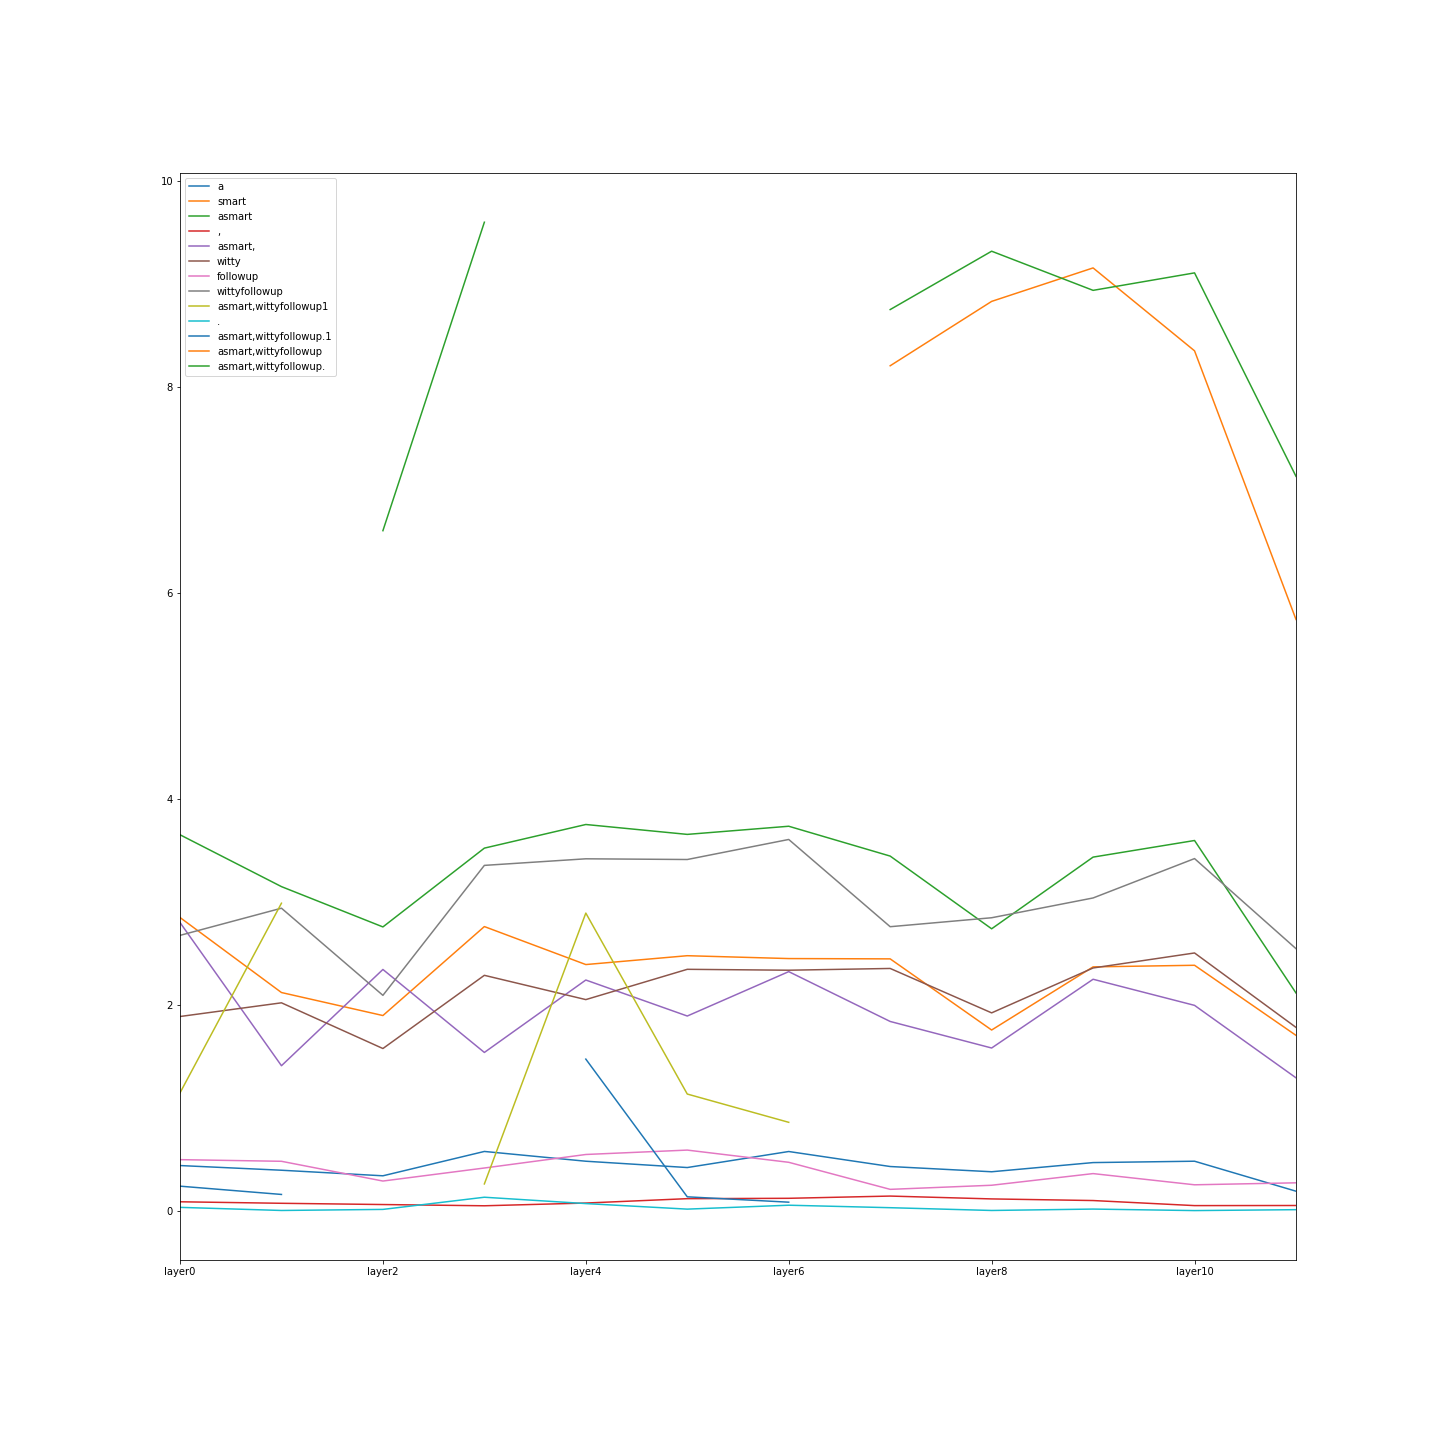 10
8
6
4
2
0
a
smart
asmart
,
asmart,
witty
followup
wittyfollowup
asmart,wittyfollowup1
.
asmart,wittyfollowup.1
asmart,wittyfollowup
asmart,wittyfollowup.
layer0 layer2 layer4 layer6 layer8 layer10